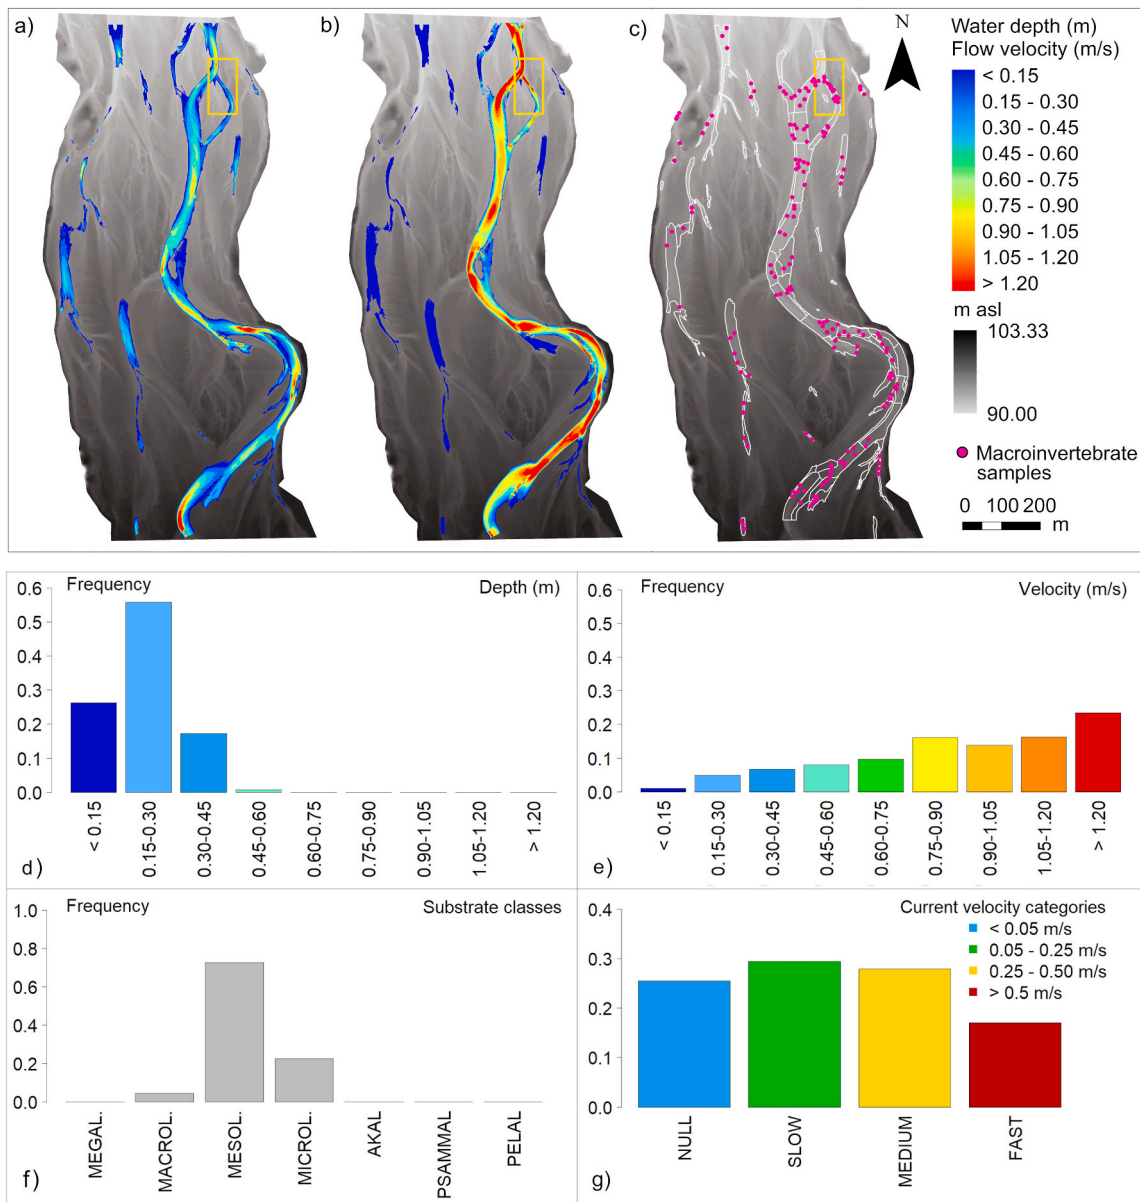 a)
b)
c)
N
Water depth (m)
Flow velocity (m/s)
< 0.15
0.15 - 0.30
0.30 - 0.45
0.45 - 0.60
0.60 - 0.75
0.75 - 0.90
0.90 - 1.05
1.05 - 1.20
> 1.20
m asl
103.33
90.00
Macroinvertebrate
samples
0 100 200
m
Frequency
Depth (m)
0.6
0.5
0.4
0.3
0.2
0.1
0.0
< 0.15
0.15-0.30
0.30-0.45
0.45-0.60
0.60-0.75
0.75-0.90
0.90-1.05
1.05-1.20
> 1.20
d)
Frequency
Velocity (m/s)
0.6
0.5
0.4
0.3
0.2
0.1
0.0
< 0.15
0.15-0.30
0.30-0.45
0.45-0.60
0.60-0.75
0.75-0.90
0.90-1.05
1.05-1.20
> 1.20
e)
Frequency
Substrate classes
1.0
0.8
0.6
0.4
0.2
0.0
MEGAL.
MACROL.
MESOL.
MICROL.
AKAL
PSAMMAL
PELAL
f)
Current velocity categories
< 0.05 m/s
0.05 - 0.25 m/s
0.25 - 0.50 m/s
> 0.5 m/s
0.4
0.3
0.2
0.1
0.0
NULL
SLOW
MEDIUM
FAST
g)